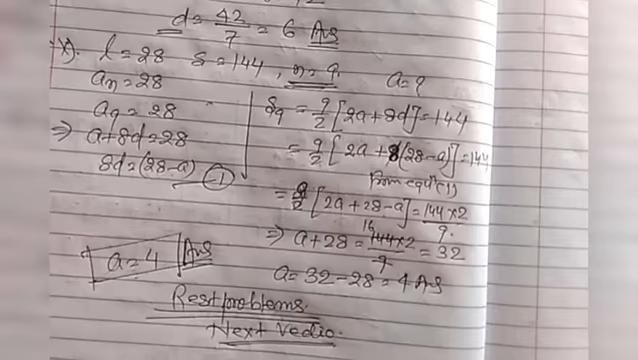 d = 42/7 = 6 Ans
x). l = 28 s = 144, n = 9. a = ?
an = 28
a9 = 28
⇒ a+8d = 28
8d = (28-a) — ①
S9 = 9/2 [2a+8d] = 144
= 9/2 [2a + 8(28-a)] = 144
from eqn (1)
= 9/2 [2a+28-a] = 144×2/9.
⇒ a+28 = 16 144×2/9 = 32
a = 32-28 = 4 Ans
a = 4 Ans
Rest problems.
Next Vedio.